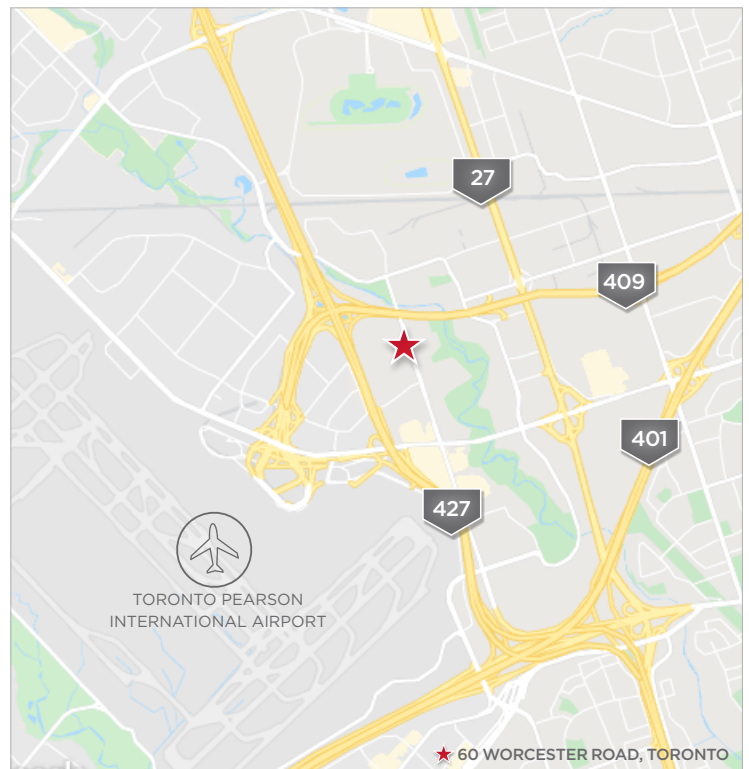 27
409
401
427
TORONTO PEARSON
INTERNATIONAL AIRPORT
60 WORCESTER ROAD, TORONTO